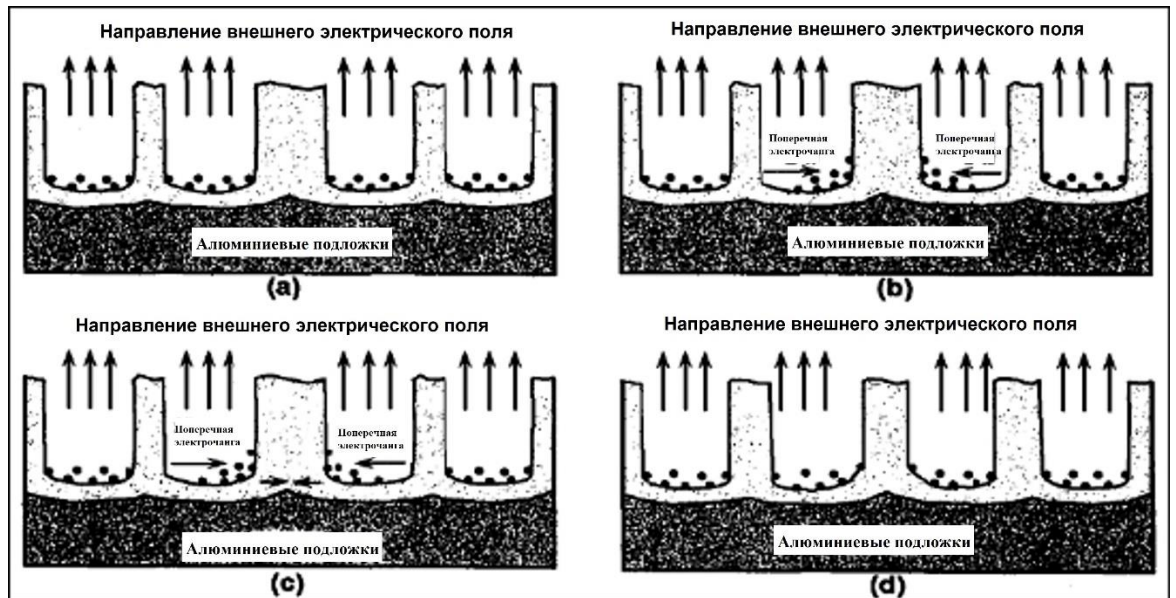 Направление внешнего электрического поля
Поперечная
электрочанга
Поперечная
электрочанга
Алюминиевые подложки
Алюминиевые подложки
(a)
(b)
Направление внешнего электрического поля
Направление внешнего электрического поля
Поперечная
электрочанга
Поперечная
электрочанга
Алюминиевые подложки
Алюминиевые подложки
(c)
(d)
Направление внешнего электрического поля